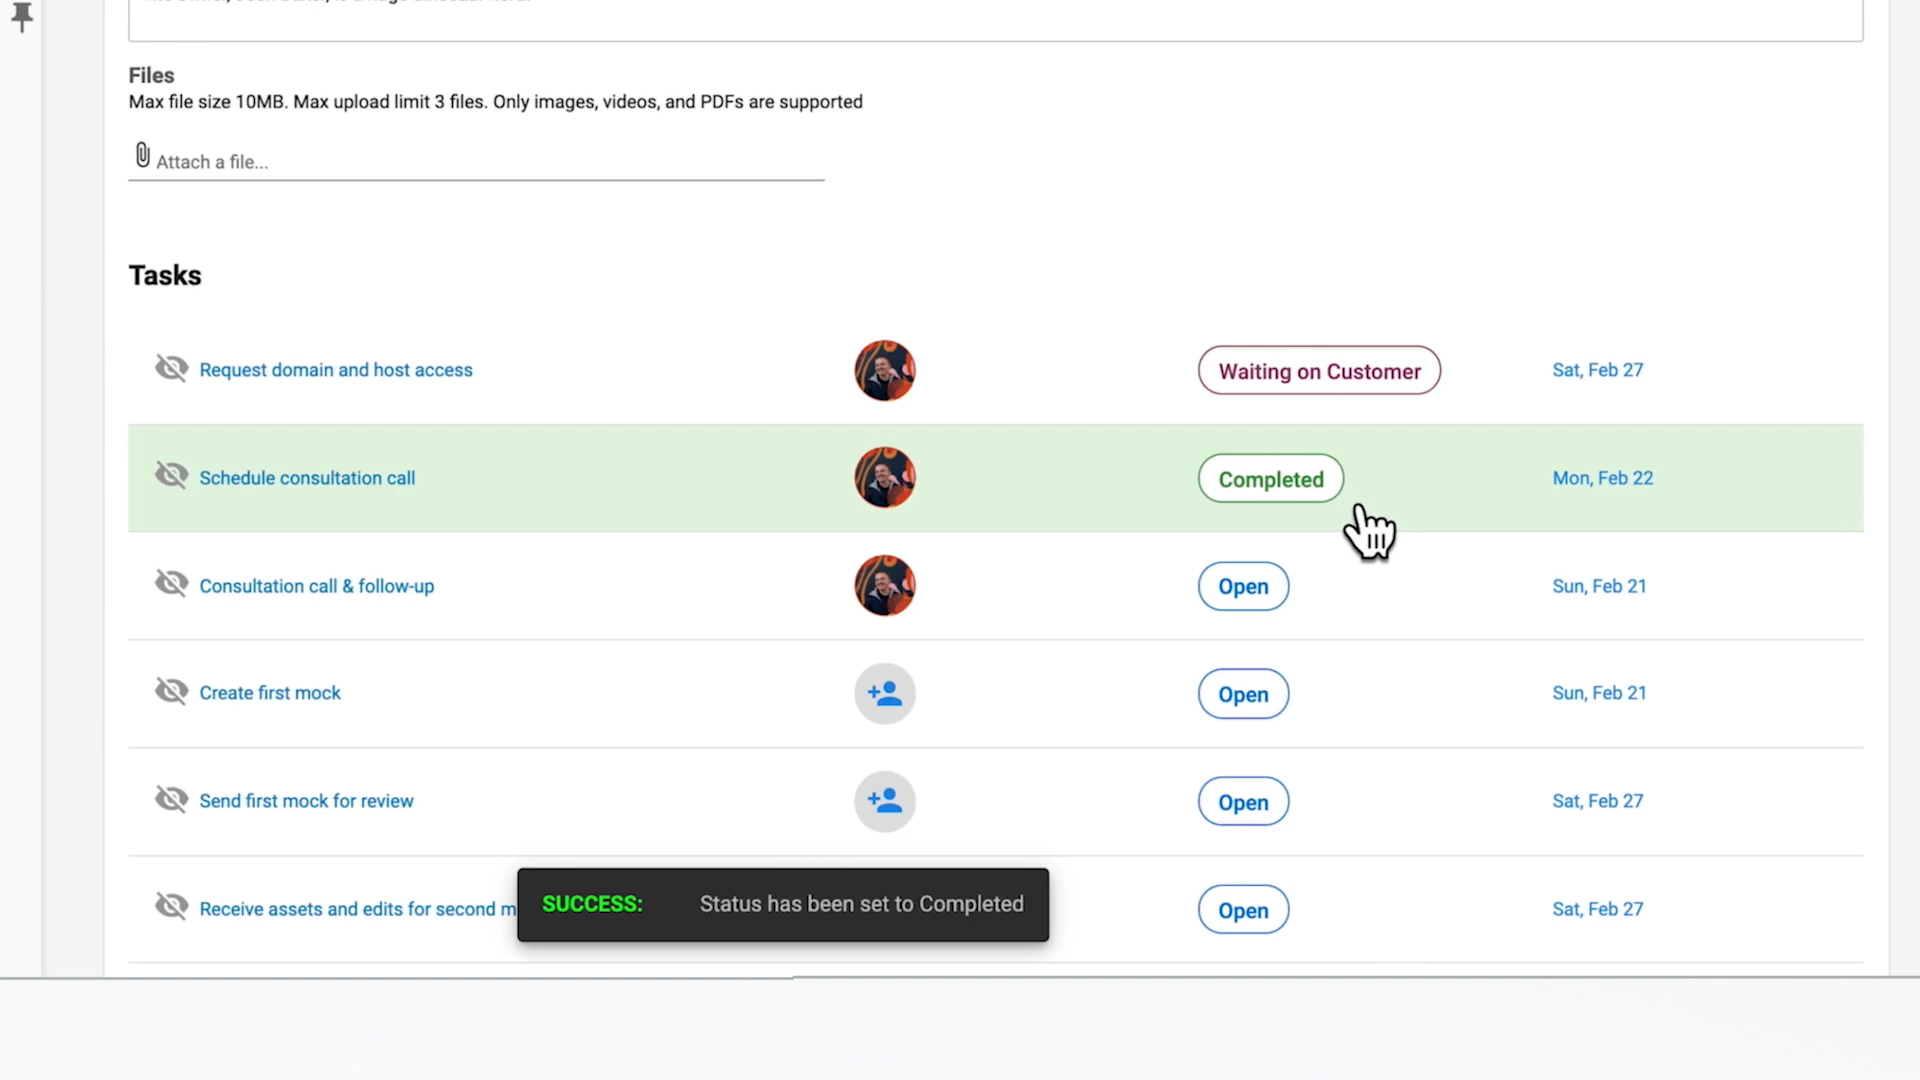 Files
Max file size 10MB. Max upload limit 3 files. Only images, videos, and PDFs are supported
Attach a file...
Tasks
Request domain and host access
Waiting on Customer
Sat, Feb 27
Schedule consultation call
Completed
Mon, Feb 22
Consultation call & follow-up
Open
Sun, Feb 21
Create first mock
Open
Sun, Feb 21
Send first mock for review
Open
Sat, Feb 27
Receive assets and edits for second m
Open
Sat, Feb 27
SUCCESS: Status has been set to Completed